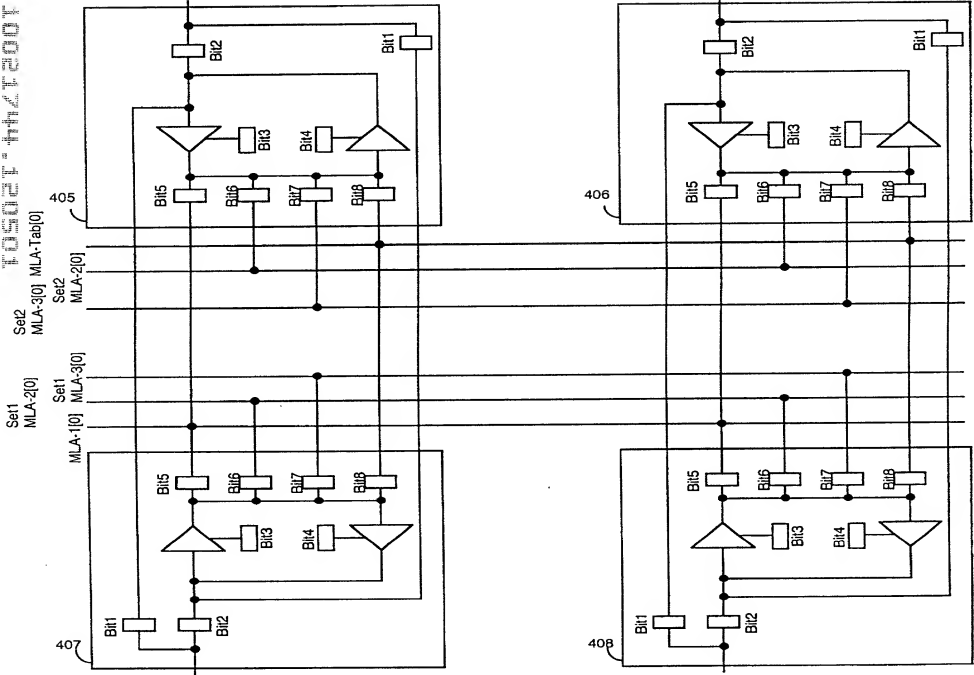 Bit2
Bit1
Bit3
Bit4
Bit5
Bit6
Bit7
Bit8
405
Bit2
Bit1
Bit3
Bit4
Bit5
Bit6
Bit7
Bit8
406
MLA-Tab[0]
Set2
MLA-2[0]
Set2
MLA-3[0]
Set1
MLA-3[0]
Set1
MLA-2[0]
MLA-1[0]
Bit5
Bit6
Bit7
Bit8
Bit3
Bit4
Bit1
Bit2
407
Bit5
Bit6
Bit7
Bit8
Bit3
Bit4
Bit1
Bit2
408